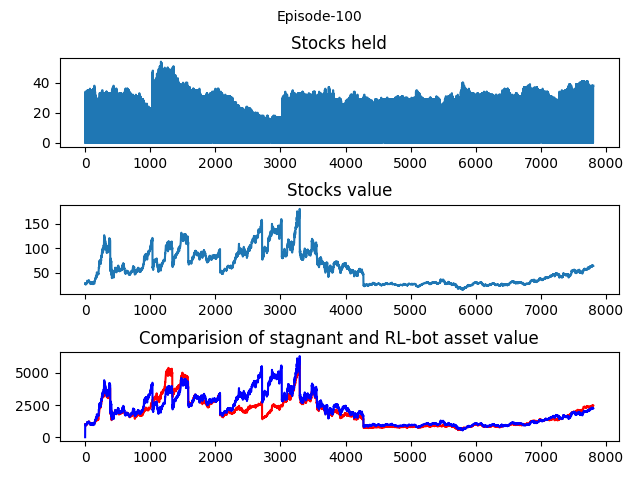 Episode-100
Stocks held
40
20
0
0 1000 2000 3000 4000 5000 6000 7000 8000
Stocks value
150
100
50
0 1000 2000 3000 4000 5000 6000 7000 8000
Comparision of stagnant and RL-bot asset value
5000
2500
0
0 1000 2000 3000 4000 5000 6000 7000 8000